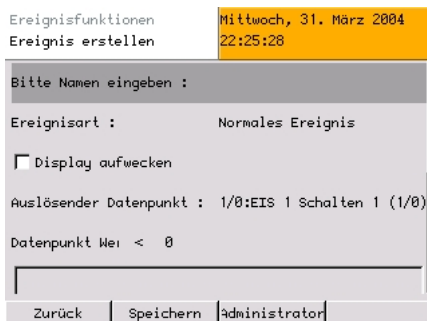 Ereignisfunktionen
Ereignis erstellen
Mittwoch, 31. März 2004
22:25:28
Bitte Namen eingeben :
Ereignisart : Normales Ereignis
Display aufwecken
Auslösender Datenpunkt : 1/0:EIS 1 Schalten 1 (1/0)
Datenpunkt Wei < 0
Zurück Speichern Administrator